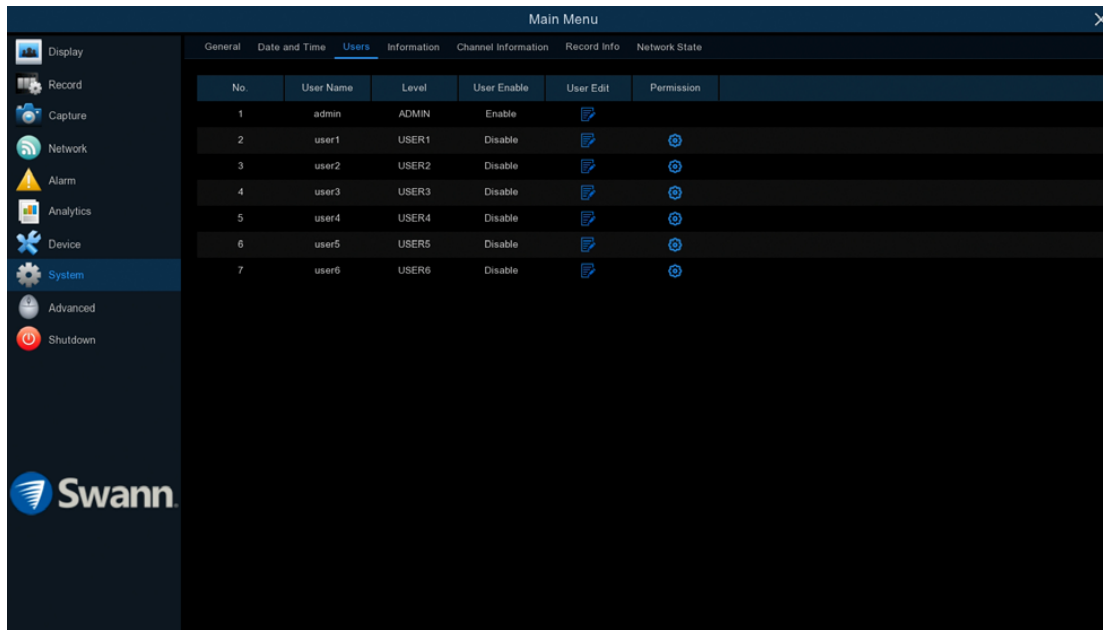 Main Menu
Display
Record
Capture
Network
Alarm
Analytics
Device
System
Advanced
Shutdown
Swann
General Date and Time Users Information Channel Information Record Info Network State
No. User Name Level User Enable User Edit Permission
1 admin ADMIN Enable
2 user1 USER1 Disable
3 user2 USER2 Disable
4 user3 USER3 Disable
5 user4 USER4 Disable
6 user5 USER5 Disable
7 user6 USER6 Disable